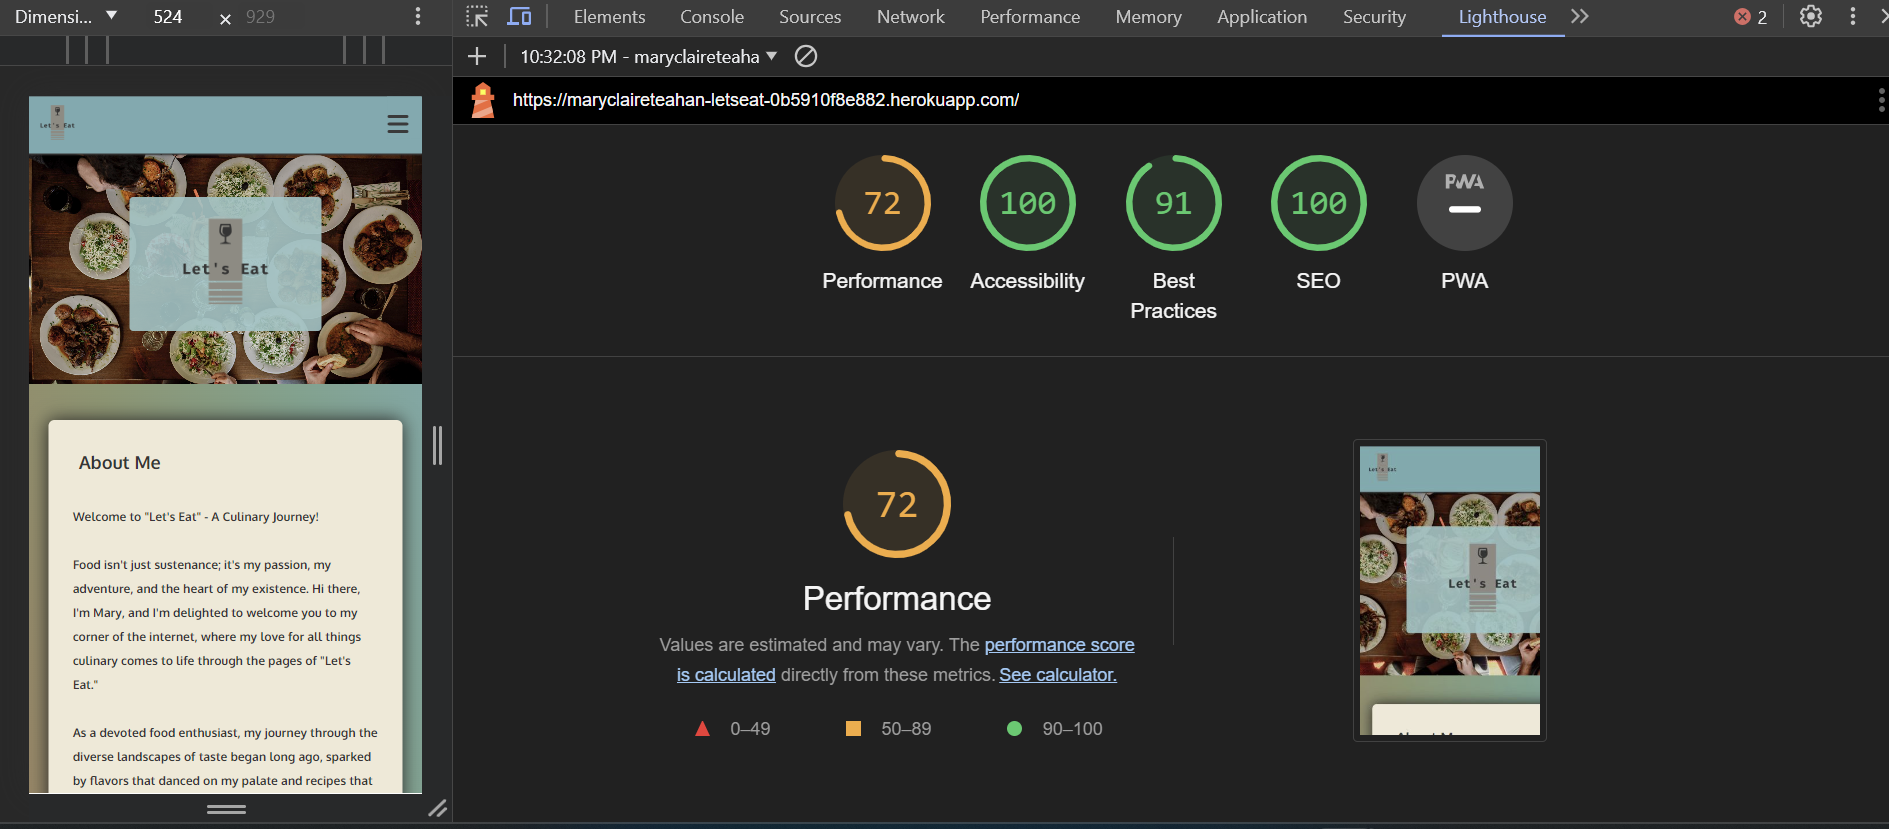 Dimensi... 524 × 929
Elements Console Sources Network Performance Memory Application Security Lighthouse 2
10:32:08 PM - maryclaireteaha
https://maryclaireteahan-letseat-0b5910f8e882.herokuapp.com/
Let's Eat
Let's Eat
About Me
Welcome to "Let's Eat" - A Culinary Journey!
Food isn't just sustenance; it's my passion, my
adventure, and the heart of my existence. Hi there,
I'm Mary, and I'm delighted to welcome you to my
corner of the internet, where my love for all things
culinary comes to life through the pages of "Let's
Eat."
As a devoted food enthusiast, my journey through the
diverse landscapes of taste began long ago, sparked
by flavors that danced on my palate and recipes that
72 100 91 100 PWA
Performance Accessibility Best SEO PWA
Practices
72
Performance
Values are estimated and may vary. The performance score
is calculated directly from these metrics. See calculator.
0–49 50–89 90–100
Let's Eat
Let's Eat